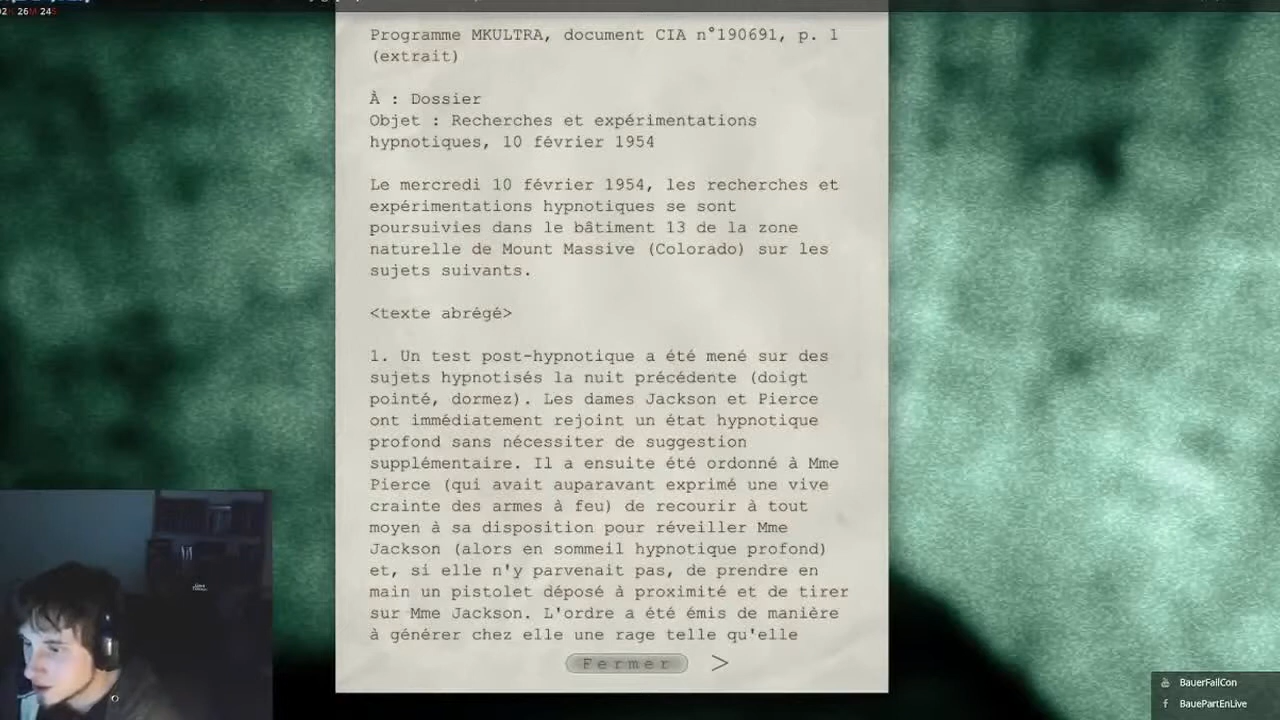 Programme MKULTRA, document CIA n°190691, p. 1
(extrait)
À : Dossier
Objet : Recherches et expérimentations
hypnotiques, 10 février 1954
Le mercredi 10 février 1954, les recherches et
expérimentations hypnotiques se sont
poursuivies dans le bâtiment 13 de la zone
naturelle de Mount Massive (Colorado) sur les
sujets suivants.
<texte abrégé>
1. Un test post-hypnotique a été mené sur des
sujets hypnotisés la nuit précédente (doigt
pointé, dormez). Les dames Jackson et Pierce
ont immédiatement rejoint un état hypnotique
profond sans nécessiter de suggestion
supplémentaire. Il a ensuite été ordonné à Mme
Pierce (qui avait auparavant exprimé une vive
crainte des armes à feu) de recourir à tout
moyen à sa disposition pour réveiller Mme
Jackson (alors en sommeil hypnotique profond)
et, si elle n'y parvenait pas, de prendre en
main un pistolet déposé à proximité et de tirer
sur Mme Jackson. L'ordre a été émis de manière
à générer chez elle une rage telle qu'elle
Fermer >
BauerFailCon
BauePartEnLive